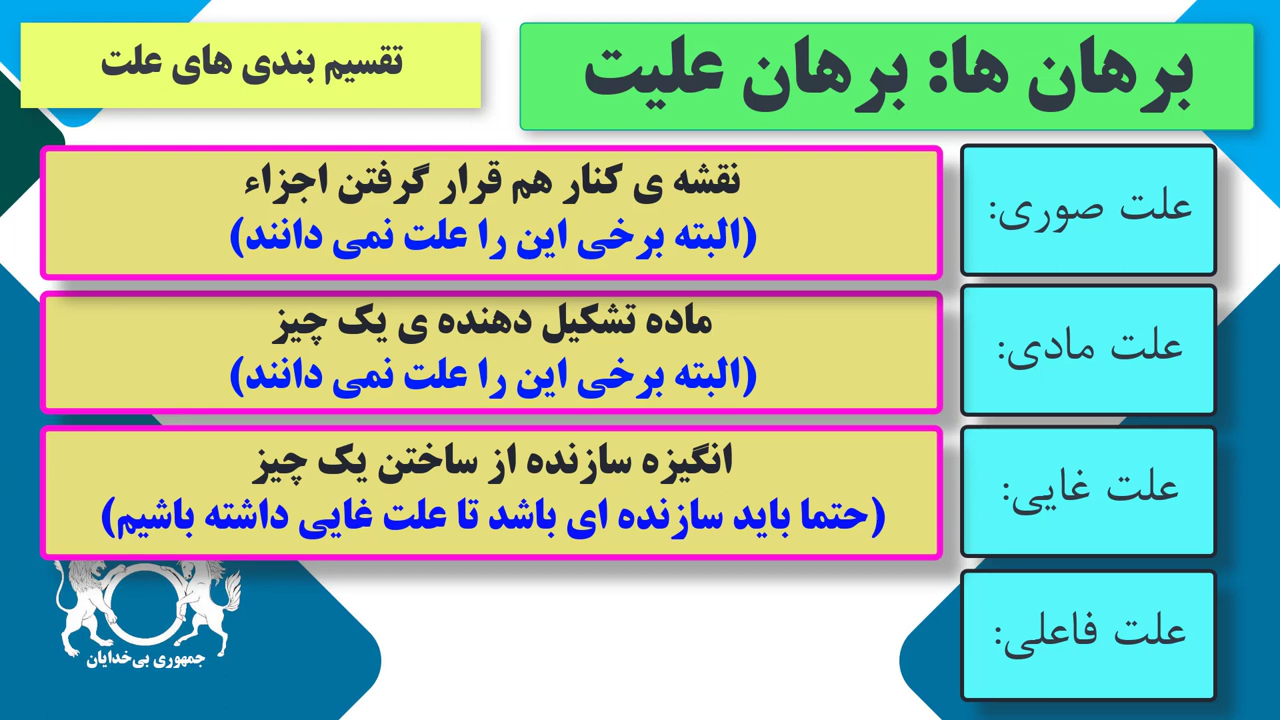 برهان ها: برهان علیت
تقسیم بندی های علت
علت صوری:
نقشه ی کنار هم قرار گرفتن اجزاء
(البته برخی این را علت نمی دانند)
علت مادی:
ماده تشکیل دهنده ی یک چیز
(البته برخی این را علت نمی دانند)
علت غایی:
انگیزه سازنده از ساختن یک چیز
(حتما باید سازنده ای باشد تا علت غایی داشته باشیم)
علت فاعلی:
جمهوری بی‌خدایان